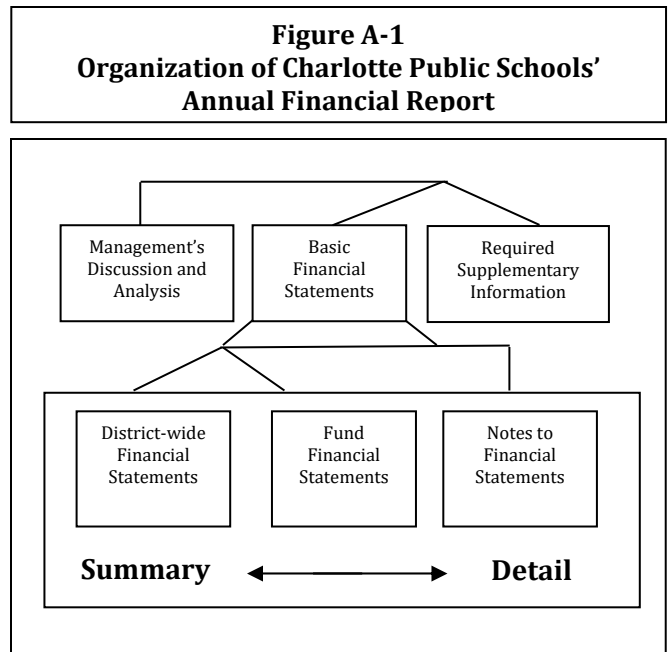 Figure A-1
Organization of Charlotte Public Schools'
Annual Financial Report
Management's
Discussion and
Analysis
Basic
Financial
Statements
Required
Supplementary
Information
District-wide
Financial
Statements
Fund
Financial
Statements
Notes to
Financial
Statements
Summary
Detail